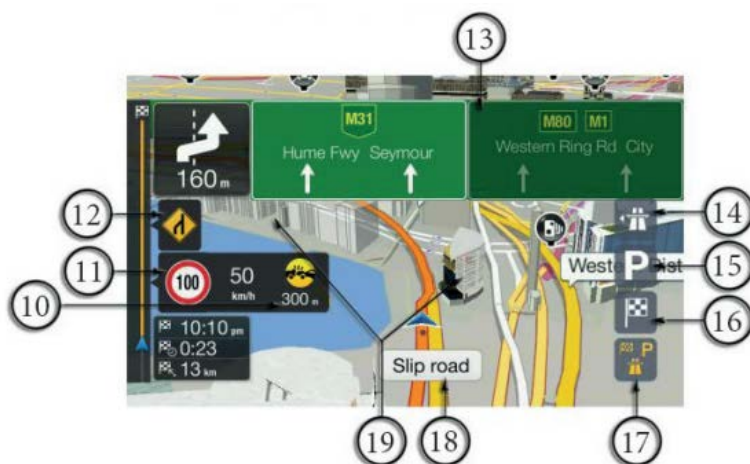 13
M31
Hume Fwy Seymour
M80 M1
Western Ring Rd City
160 m
12
14
11
100
50
km/h
P
15
10
300 m
16
10:10 pm
0:23
13 km
P
Slip road
17
19
18